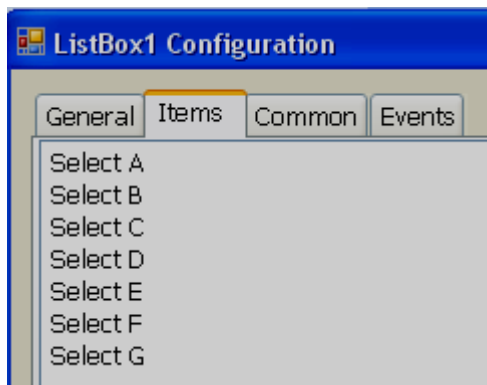 ListBox1 Configuration
General Items Common Events
Select A
Select B
Select C
Select D
Select E
Select F
Select G